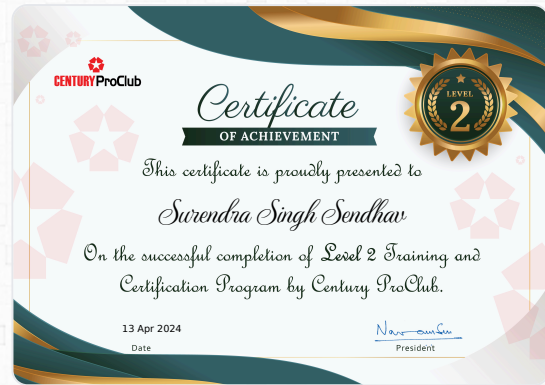 CENTURY ProClub
Certificate
OF ACHIEVEMENT
LEVEL
2
This certificate is proudly presented to
Surendra Singh Sendhav
On the successful completion of Level 2 Training and
Certification Program by Century ProClub.
13 Apr 2024
Date
President